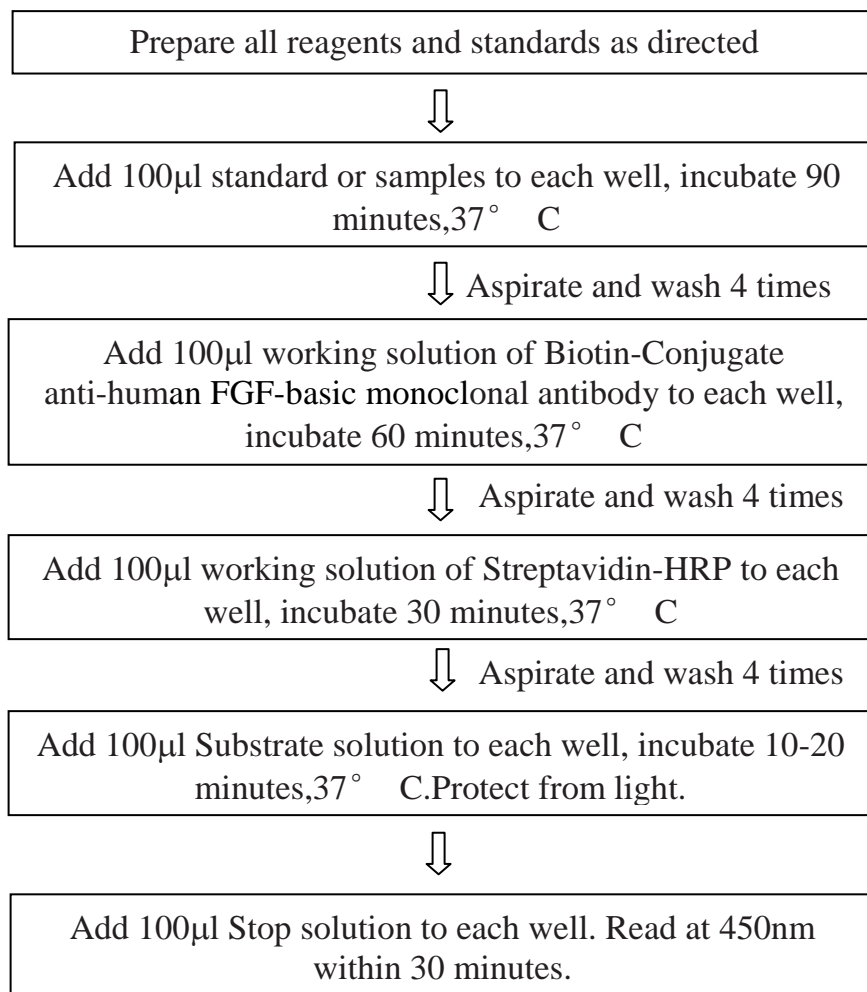 Prepare all reagents and standards as directed
Add 100μl standard or samples to each well, incubate 90
minutes,37° C
Aspirate and wash 4 times
Add 100μl working solution of Biotin-Conjugate
anti-human FGF-basic monoclonal antibody to each well,
incubate 60 minutes,37° C
Aspirate and wash 4 times
Add 100μl working solution of Streptavidin-HRP to each
well, incubate 30 minutes,37° C
Aspirate and wash 4 times
Add 100μl Substrate solution to each well, incubate 10-20
minutes,37° C.Protect from light.
Add 100μl Stop solution to each well. Read at 450nm
within 30 minutes.